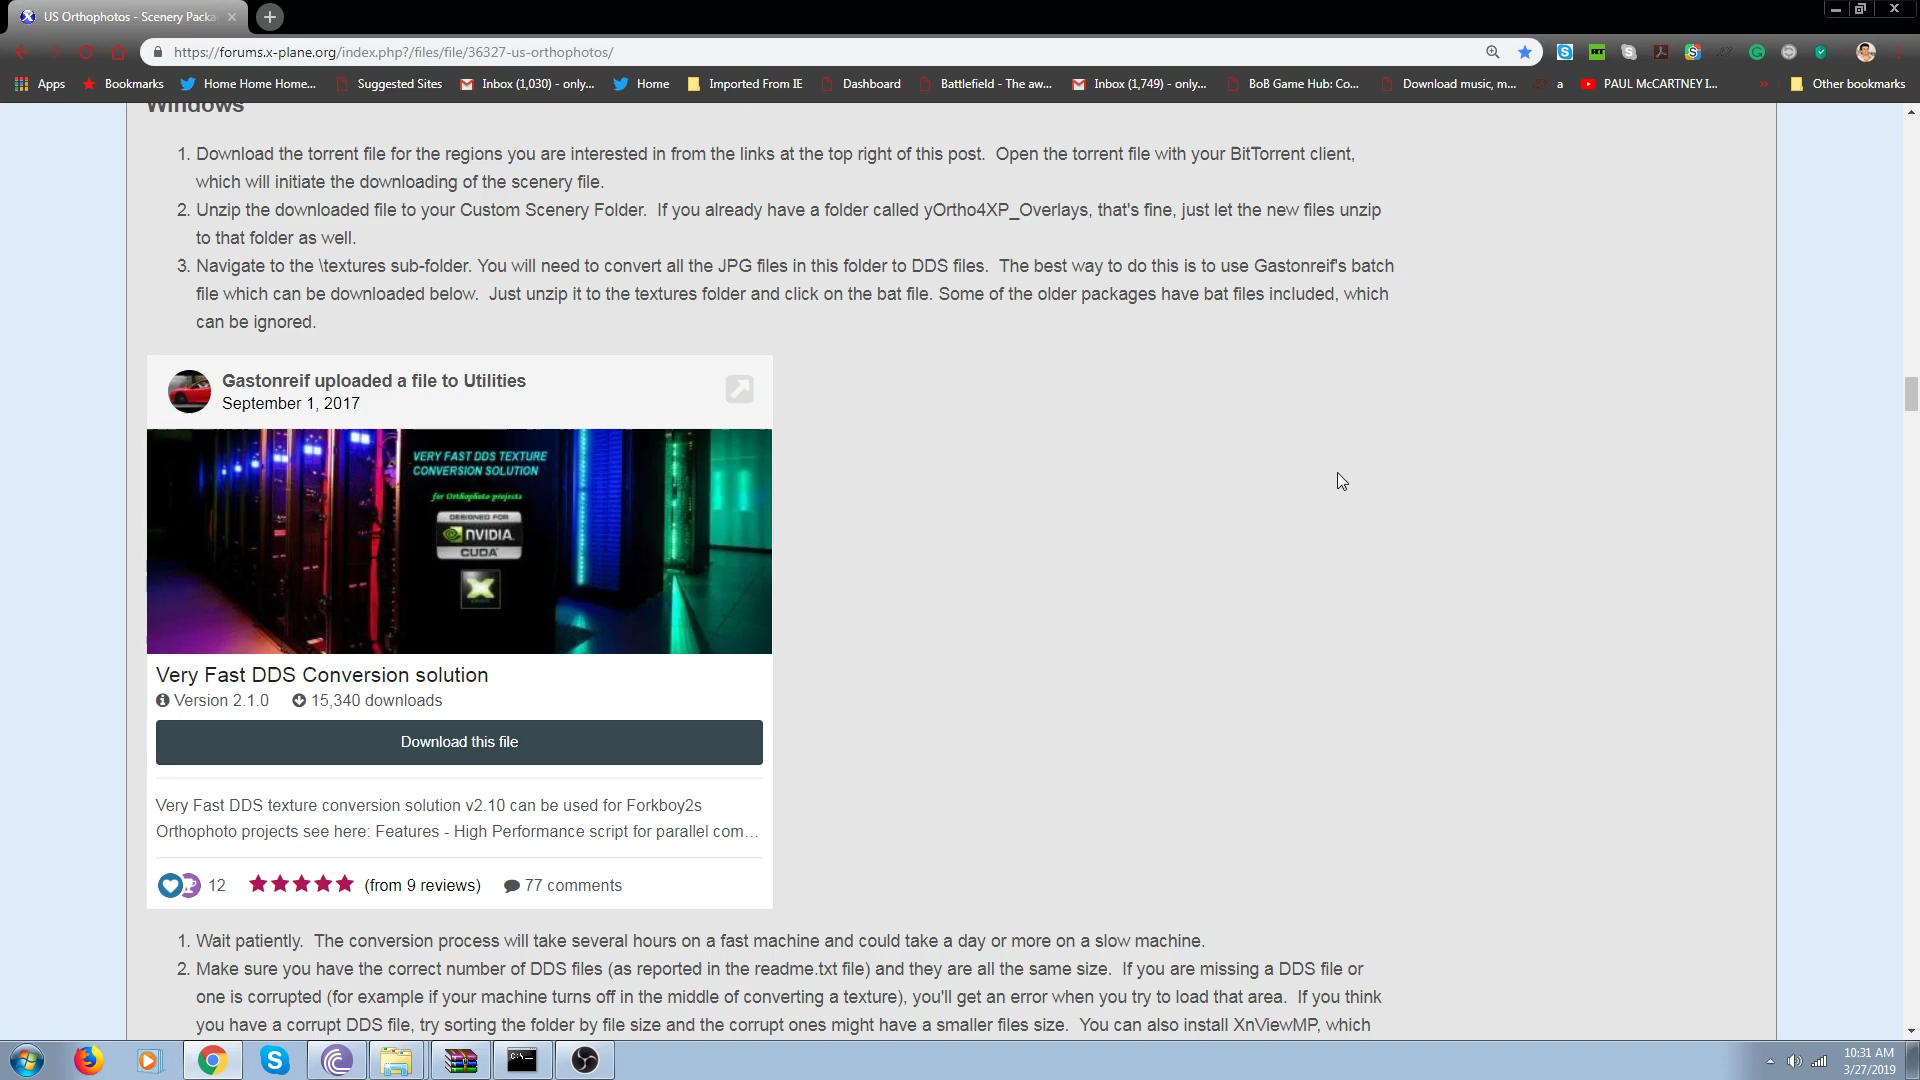 US Orthophotos - Scenery Packa
https://forums.x-plane.org/index.php?/files/file/36327-us-orthophotos/
Apps Bookmarks Home Home Home... Suggested Sites Inbox (1,030) - only... Home Imported From IE Dashboard Battlefield - The aw... Inbox (1,749) - only... BoB Game Hub: Co... Download music, m... a PAUL McCARTNEY I... » Other bookmarks
Windows
1. Download the torrent file for the regions you are interested in from the links at the top right of this post.  Open the torrent file with your BitTorrent client,
which will initiate the downloading of the scenery file.
2. Unzip the downloaded file to your Custom Scenery Folder.  If you already have a folder called yOrtho4XP_Overlays, that's fine, just let the new files unzip
to that folder as well.
3. Navigate to the \textures sub-folder. You will need to convert all the JPG files in this folder to DDS files.  The best way to do this is to use Gastonreif's batch
file which can be downloaded below.  Just unzip it to the textures folder and click on the bat file. Some of the older packages have bat files included, which
can be ignored.
Gastonreif uploaded a file to Utilities
September 1, 2017
VERY FAST DDS TEXTURE
CONVERSION SOLUTION
for Orthophoto projects
DESIGNED FOR
NVIDIA
CUDA
X
Very Fast DDS Conversion solution
Version 2.1.0 15,340 downloads
Download this file
Very Fast DDS texture conversion solution v2.10 can be used for Forkboy2s
Orthophoto projects see here: Features - High Performance script for parallel com...
12 (from 9 reviews) 77 comments
1. Wait patiently.  The conversion process will take several hours on a fast machine and could take a day or more on a slow machine.
2. Make sure you have the correct number of DDS files (as reported in the readme.txt file) and they are all the same size.  If you are missing a DDS file or
one is corrupted (for example if your machine turns off in the middle of converting a texture), you'll get an error when you try to load that area.  If you think
you have a corrupt DDS file, try sorting the folder by file size and the corrupt ones might have a smaller files size.  You can also install XnViewMP, which
10:31 AM
3/27/2019